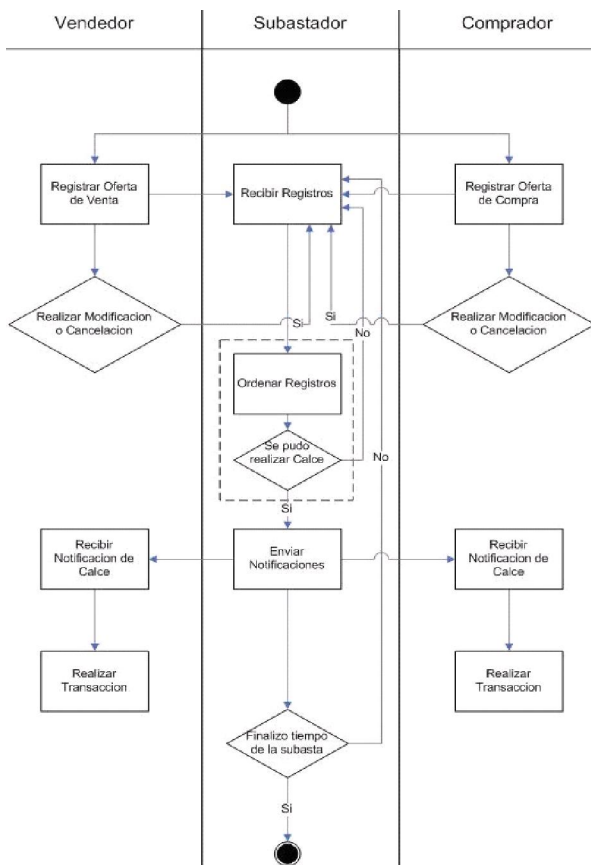 Vendedor
Subastador
Comprador
Registrar Oferta
de Venta
Recibir Registros
Registrar Oferta
de Compra
Realizar Modificacion
o Cancelacion
Si
Si
No
Realizar Modificacion
o Cancelacion
Ordenar Registros
Se pudo
realizar Calce
No
Si
Recibir
Notificacion de
Calce
Enviar
Notificaciones
Recibir
Notificacion de
Calce
Realizar
Transaccion
Realizar
Transaccion
Finalizo tiempo
de la subasta
Si